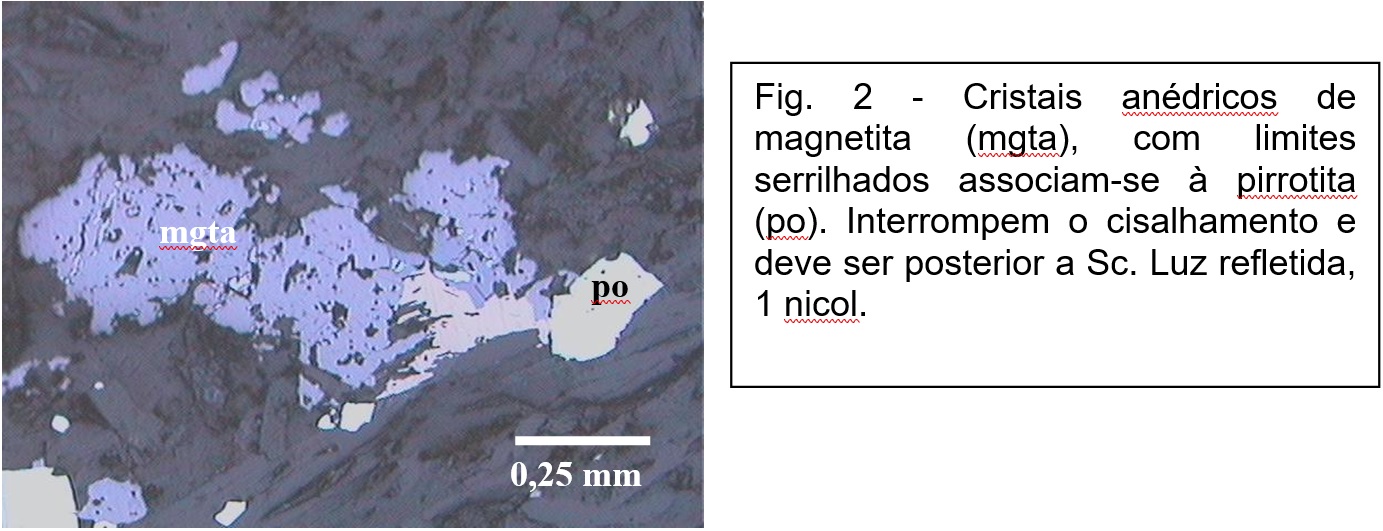 mgta
po
0,25 mm
Fig. 2 - Cristais anédricos de
magnetita (mgta), com limites
serrilhados associam-se à pirrotita
(po). Interrompem o cisalhamento e
deve ser posterior a Sc. Luz refletida,
1 nicol.